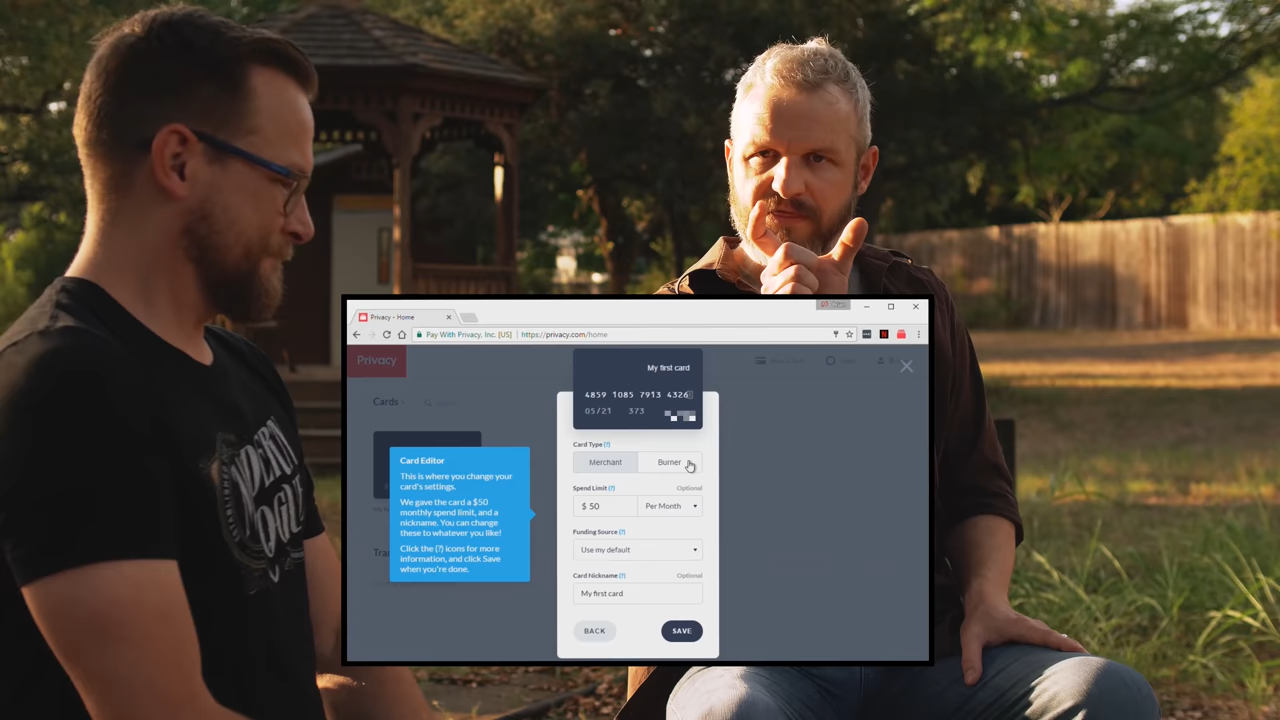 Privacy - Home
Pay With Privacy, Inc. [US]
https://privacy.com/home
Privacy
My first card
4859 1085 7913 4326
05/21 373
Cards
Card Type (?)
Merchant
Burner
Card Editor
This is where you change your
card's settings.
We gave the card a $50
monthly spend limit, and a
nickname. You can change
these to whatever you like!
Click the (?) icons for more
information, and click Save
when you're done.
Spend Limit (?)
Optional
$ 50
Per Month
Funding Source (?)
Use my default
Card Nickname (?)
Optional
My first card
BACK
SAVE